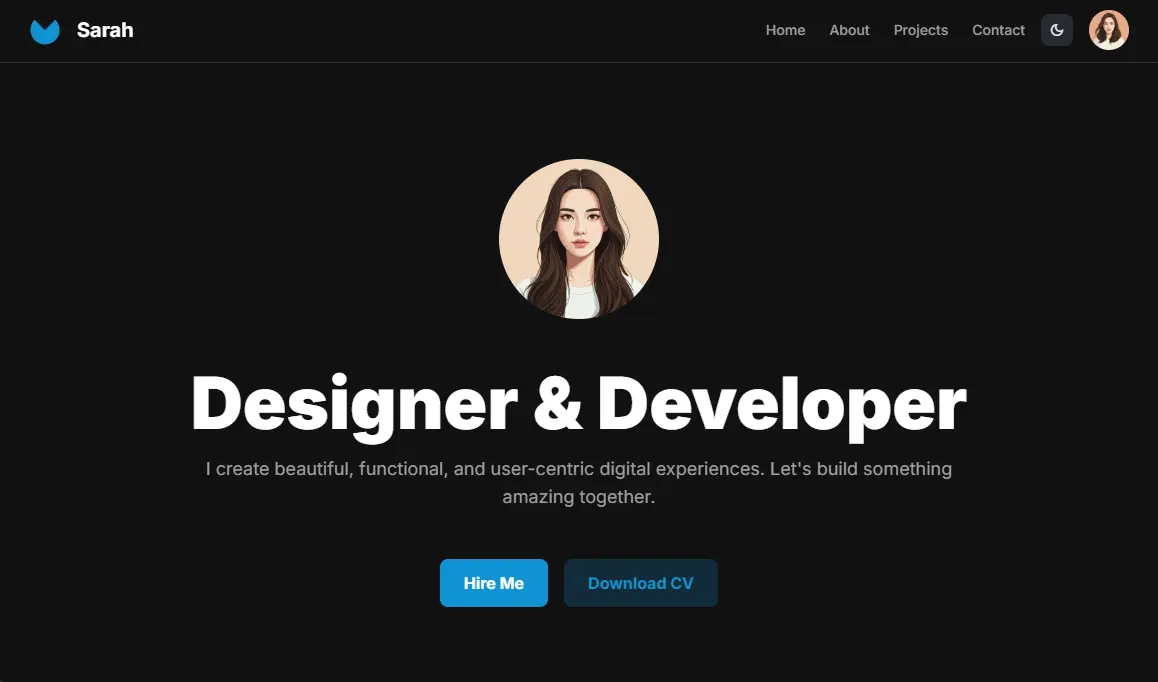 Sarah
Home About Projects Contact
Designer & Developer
I create beautiful, functional, and user-centric digital experiences. Let's build something
amazing together.
Hire Me Download CV